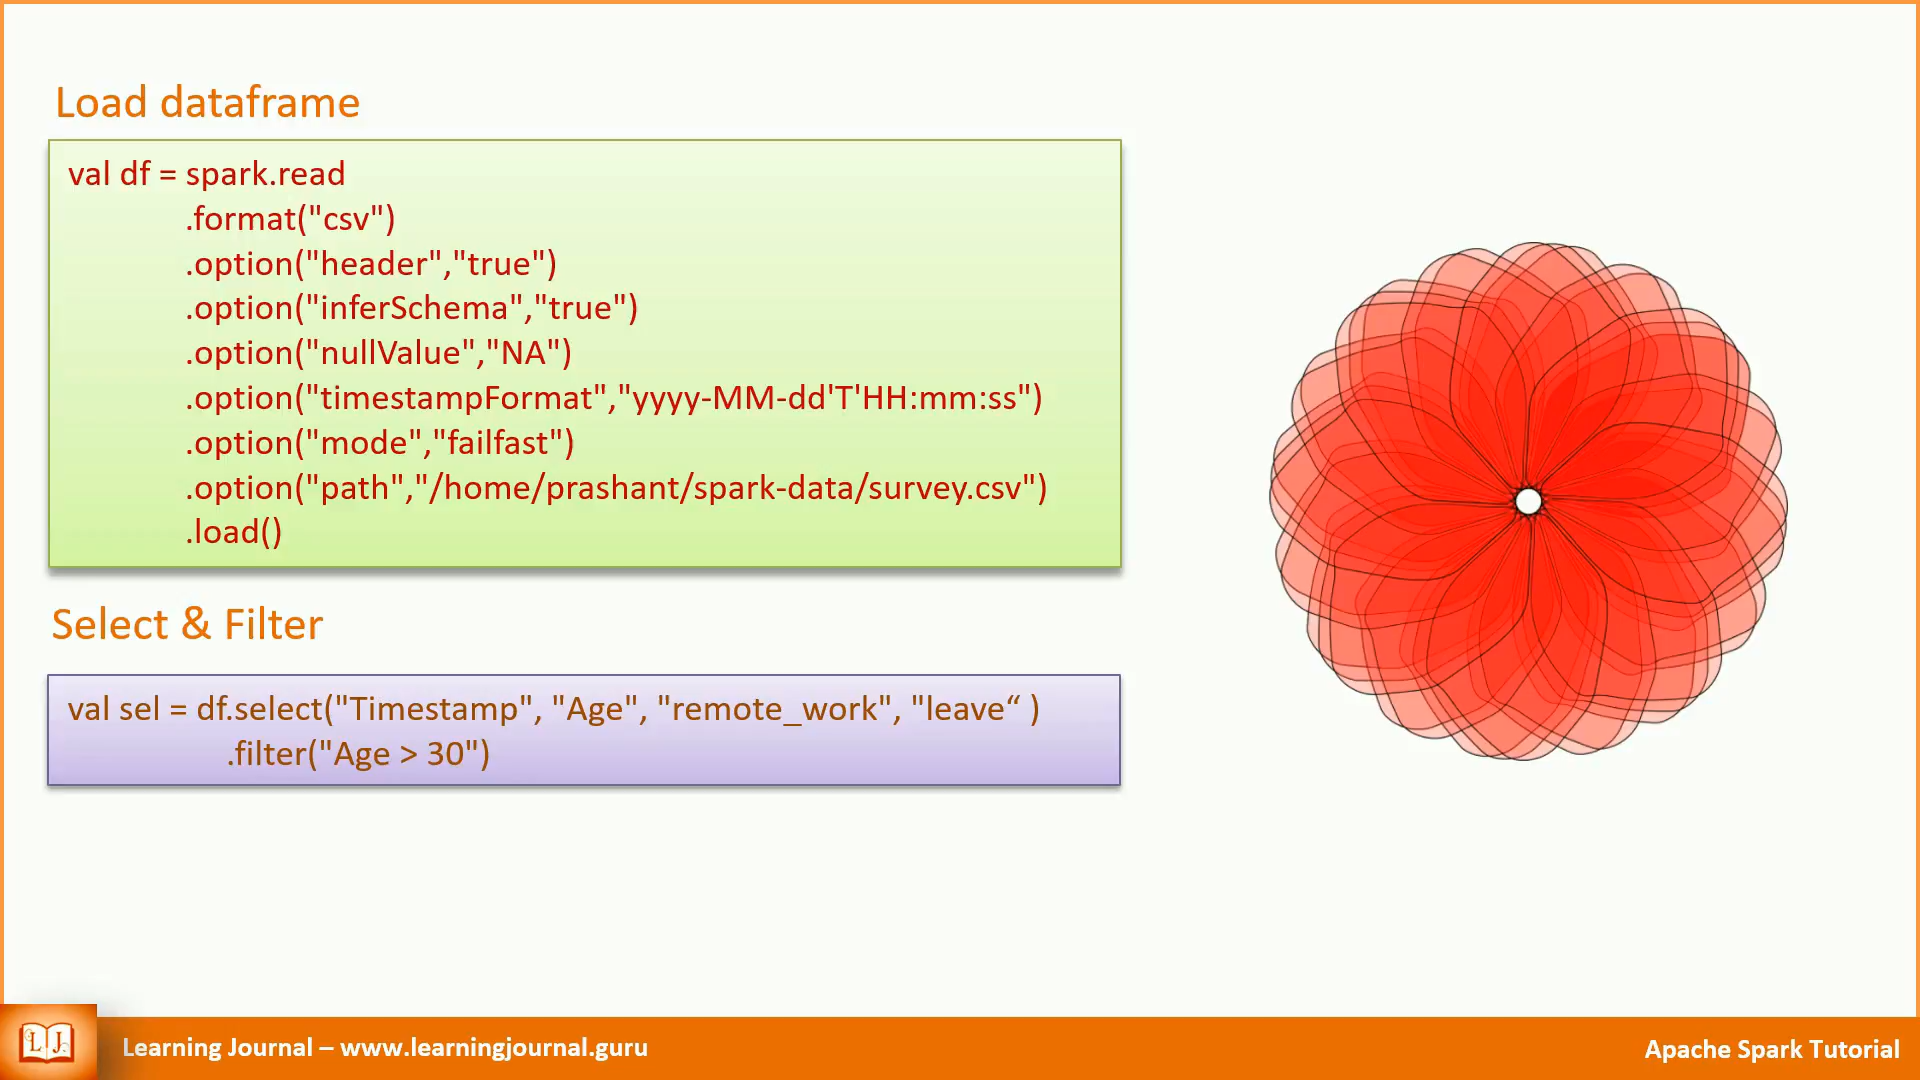 Load dataframe
val df = spark.read
.format("csv")
.option("header","true")
.option("inferSchema","true")
.option("nullValue","NA")
.option("timestampFormat","yyyy-MM-dd'T'HH:mm:ss")
.option("mode","failfast")
.option("path","/home/prashant/spark-data/survey.csv")
.load()
Select & Filter
val sel = df.select("Timestamp", "Age", "remote_work", "leave“ )
.filter("Age > 30")
L J
Learning Journal – www.learningjournal.guru
Apache Spark Tutorial